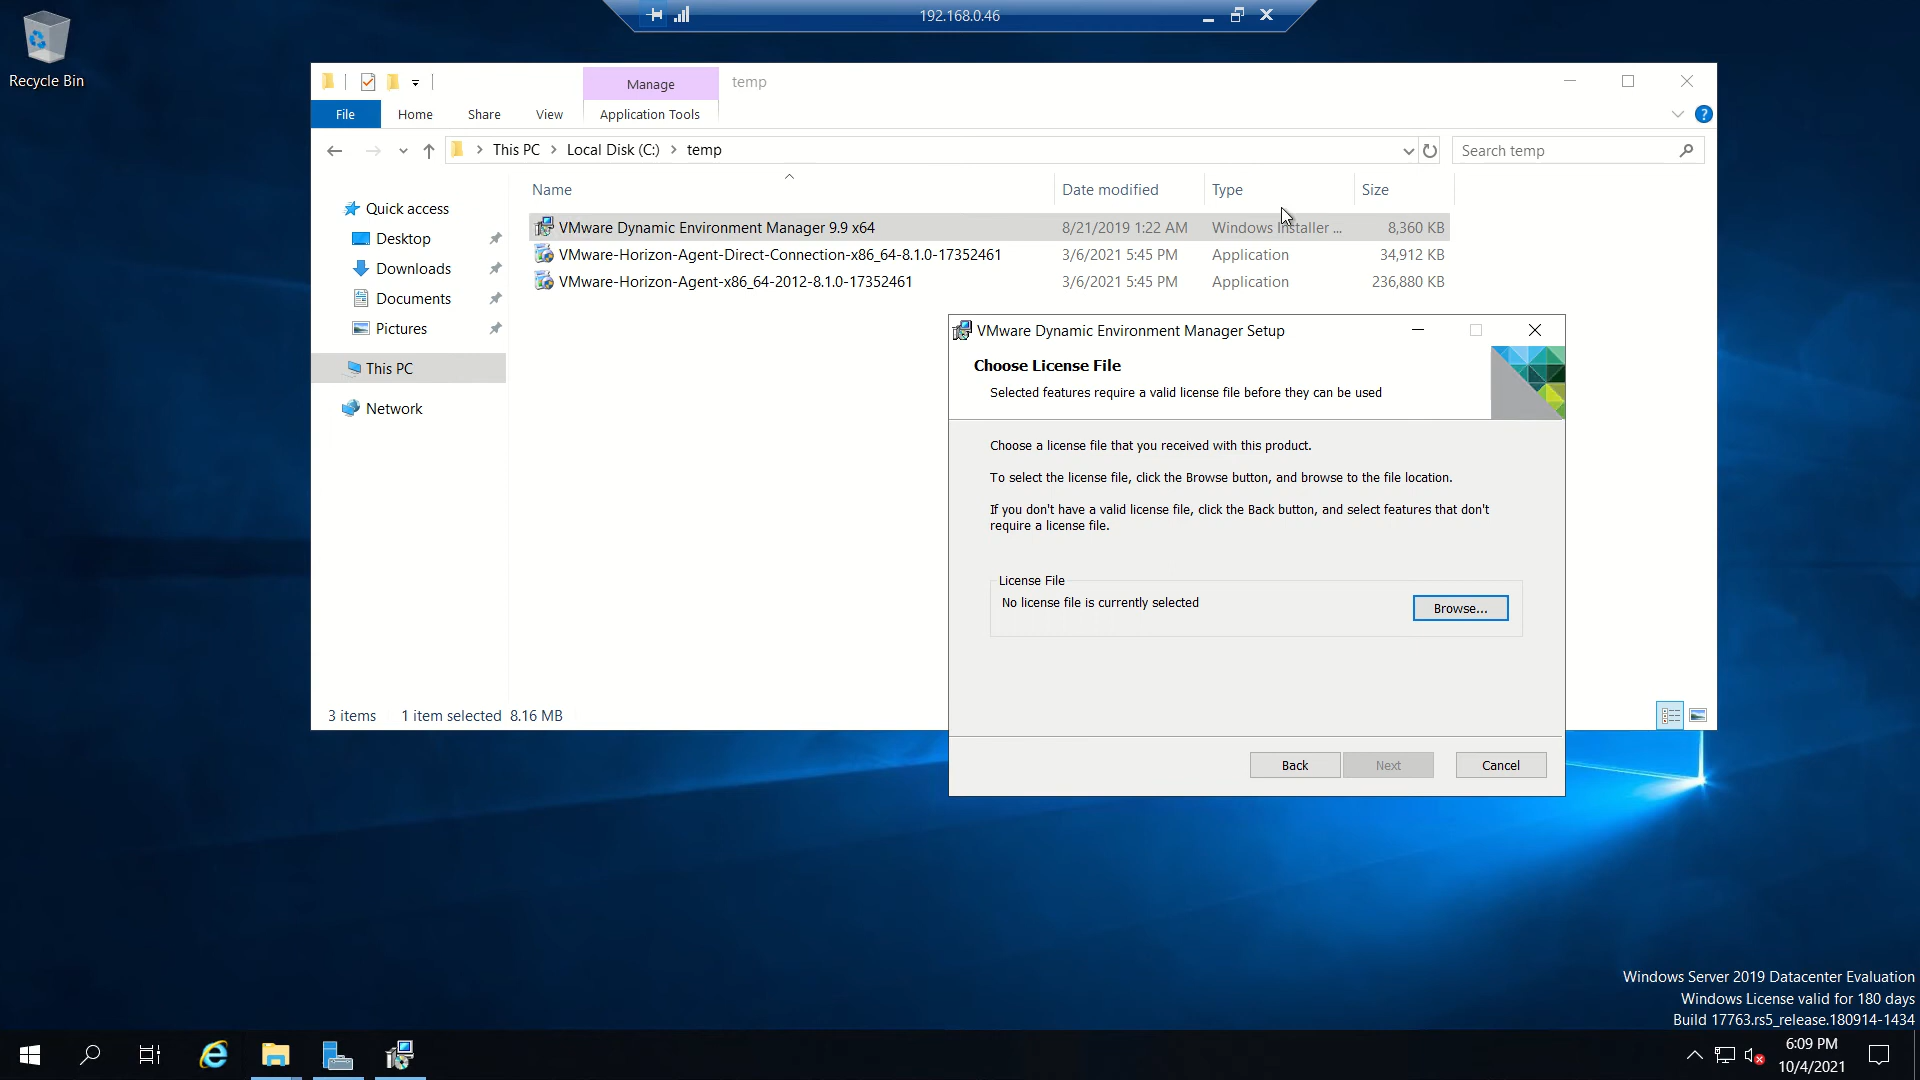 192.168.0.46
Recycle Bin
Manage
temp
File
Home
Share
View
Application Tools
?
This PC
Local Disk (C:)
temp
Search temp
Name
Date modified
Type
Size
Quick access
Desktop
Downloads
Documents
Pictures
This PC
Network
VMware Dynamic Environment Manager 9.9 x64 8/21/2019 1:22 AM Windows Installer ... 8,360 KB
VMware-Horizon-Agent-Direct-Connection-x86_64-8.1.0-17352461 3/6/2021 5:45 PM Application 34,912 KB
VMware-Horizon-Agent-x86_64-2012-8.1.0-17352461 3/6/2021 5:45 PM Application 236,880 KB
VMware Dynamic Environment Manager Setup
Choose License File
Selected features require a valid license file before they can be used
Choose a license file that you received with this product.
To select the license file, click the Browse button, and browse to the file location.
If you don't have a valid license file, click the Back button, and select features that don't
require a license file.
License File
No license file is currently selected
Browse...
Back
Next
Cancel
3 items 1 item selected 8.16 MB
Windows Server 2019 Datacenter Evaluation
Windows License valid for 180 days
Build 17763.rs5_release.180914-1434
6:09 PM
10/4/2021